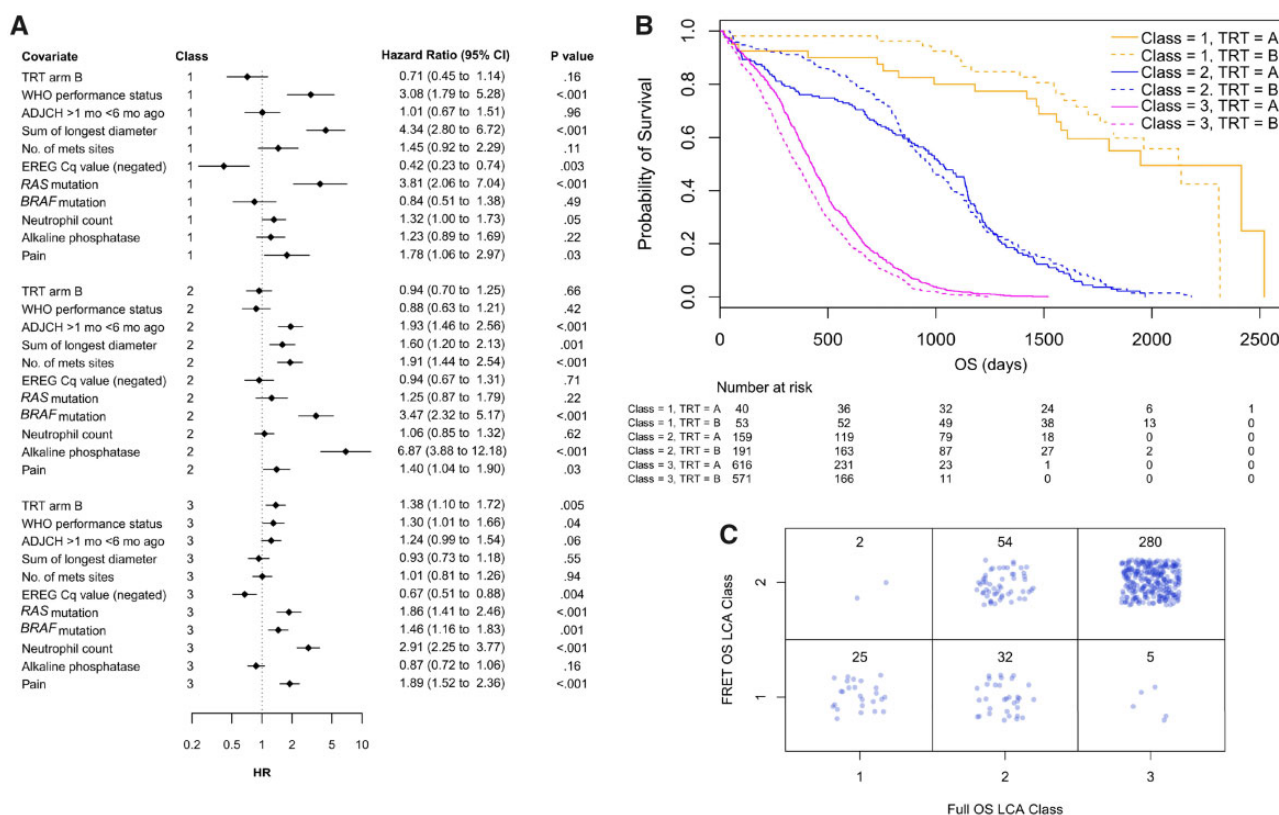 A
Covariate Class Hazard Ratio (95% CI) P value
TRT arm B 1 0.71 (0.45 to 1.14) .16
WHO performance status 1 3.08 (1.79 to 5.28) <.001
ADJCH >1 mo <6 mo ago 1 1.01 (0.67 to 1.51) .96
Sum of longest diameter 1 4.34 (2.80 to 6.72) <.001
No. of mets sites 1 1.45 (0.92 to 2.29) .11
EREG Cq value (negated) 1 0.42 (0.23 to 0.74) .003
RAS mutation 1 3.81 (2.06 to 7.04) <.001
BRAF mutation 1 0.84 (0.51 to 1.38) .49
Neutrophil count 1 1.32 (1.00 to 1.73) .05
Alkaline phosphatase 1 1.23 (0.89 to 1.69) .22
Pain 1 1.78 (1.06 to 2.97) .03
TRT arm B 2 0.94 (0.70 to 1.25) .66
WHO performance status 2 0.88 (0.63 to 1.21) .42
ADJCH >1 mo <6 mo ago 2 1.93 (1.46 to 2.56) <.001
Sum of longest diameter 2 1.60 (1.20 to 2.13) .001
No. of mets sites 2 1.91 (1.44 to 2.54) <.001
EREG Cq value (negated) 2 0.94 (0.67 to 1.31) .71
RAS mutation 2 1.25 (0.87 to 1.79) .22
BRAF mutation 2 3.47 (2.32 to 5.17) <.001
Neutrophil count 2 1.06 (0.85 to 1.32) .62
Alkaline phosphatase 2 6.87 (3.88 to 12.18) <.001
Pain 2 1.40 (1.04 to 1.90) .03
TRT arm B 3 1.38 (1.10 to 1.72) .005
WHO performance status 3 1.30 (1.01 to 1.66) .04
ADJCH >1 mo <6 mo ago 3 1.24 (0.99 to 1.54) .06
Sum of longest diameter 3 0.93 (0.73 to 1.18) .55
No. of mets sites 3 1.01 (0.81 to 1.26) .94
EREG Cq value (negated) 3 0.67 (0.51 to 0.88) .004
RAS mutation 3 1.86 (1.41 to 2.46) <.001
BRAF mutation 3 1.46 (1.16 to 1.83) .001
Neutrophil count 3 2.91 (2.25 to 3.77) <.001
Alkaline phosphatase 3 0.87 (0.72 to 1.06) .16
Pain 3 1.89 (1.52 to 2.36) <.001
0.2 0.5 1 2 5 10
HR
B
Probability of Survival
1.0
0.8
0.6
0.4
0.2
0.0
Class = 1, TRT = A
Class = 1, TRT = B
Class = 2, TRT = A
Class = 2, TRT = B
Class = 3, TRT = A
Class = 3, TRT = B
0 500 1000 1500 2000 2500
OS (days)
Number at risk
Class = 1, TRT = A 40 36 32 24 6 1
Class = 1, TRT = B 53 52 49 38 13 0
Class = 2, TRT = A 159 119 79 18 0 0
Class = 2, TRT = B 191 163 87 27 2 0
Class = 3, TRT = A 616 231 23 1 0 0
Class = 3, TRT = B 571 166 11 0 0 0
C
FRET OS LCA Class
2 54 280
2
25 32 5
1
1 2 3
Full OS LCA Class